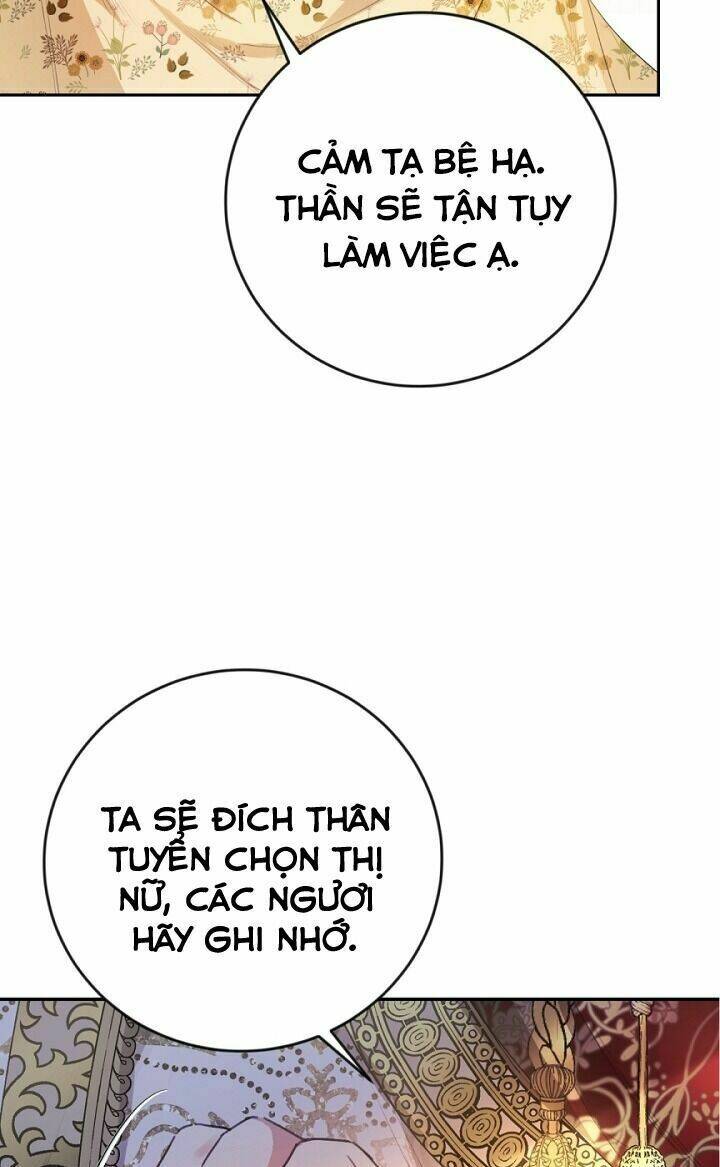 CẢM TẠ BỆ HẠ.
THẦN SẼ TẬN TỤY
LÀM VIỆC Ạ.
TA SẼ ĐÍCH THÂN
TUYỂN CHỌN THỊ
NỮ, CÁC NGƯƠI
HÃY GHI NHỚ.